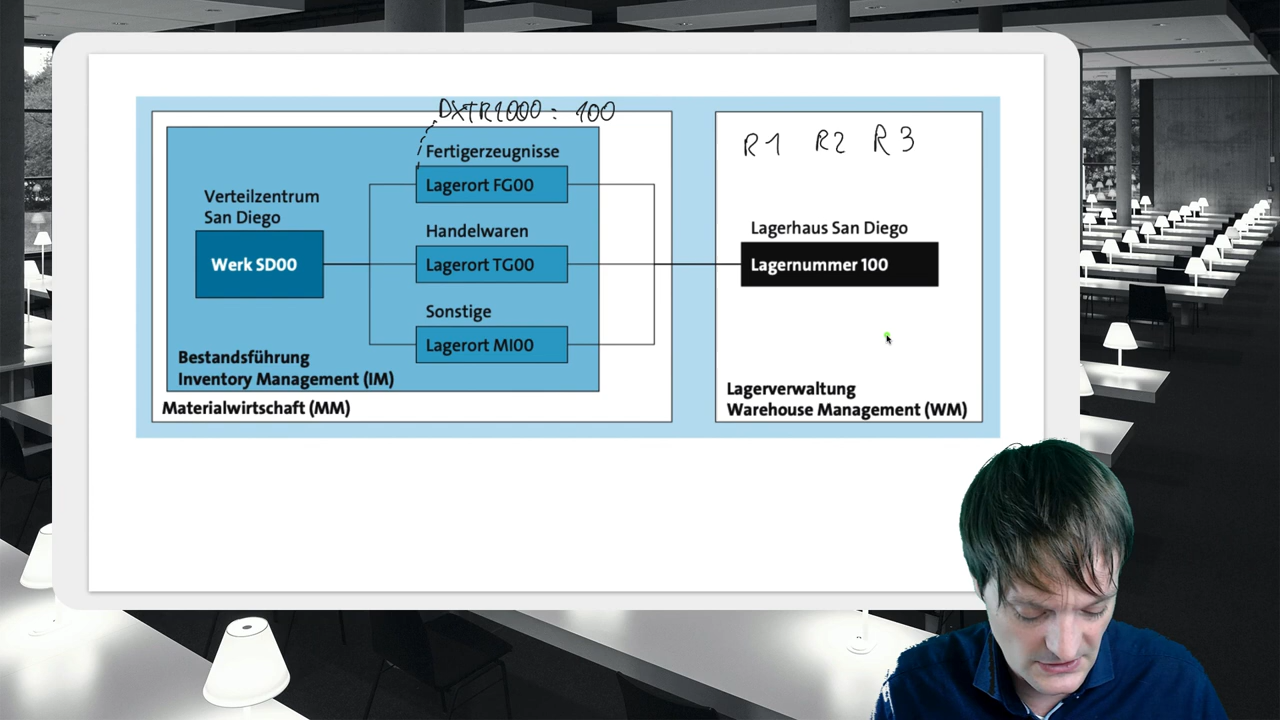 DXTR1000 : 100
R1 R2 R3
Fertigerzeugnisse
Lagerort FG00
Verteilzentrum
San Diego
Werk SD00
Handelwaren
Lagerort TG00
Sonstige
Lagerort MI00
Bestandsführung
Inventory Management (IM)
Materialwirtschaft (MM)
Lagerhaus San Diego
Lagernummer 100
Lagerverwaltung
Warehouse Management (WM)